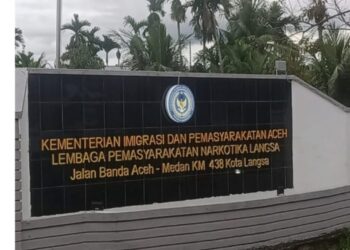 KEMENTERIAN IMIGRASI DAN PEMASYARAKATAN ACEH
LEMBAGA PEMASYARAKATAN NARKOTIKA LANGSA
Jalan Banda Aceh - Medan KM 438 Kota Langsa